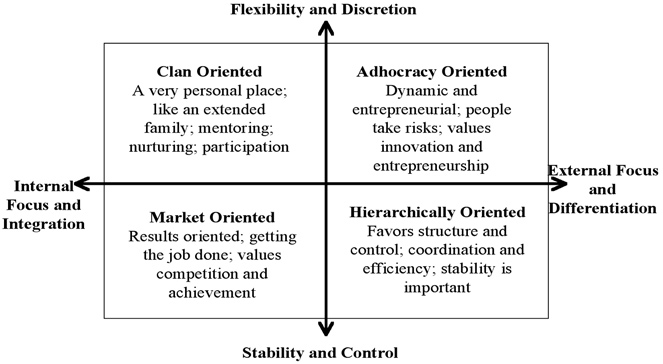 Flexibility and Discretion
Clan Oriented
A very personal place;
like an extended
family; mentoring;
nurturing; participation
Adhocracy Oriented
Dynamic and
entrepreneurial; people
take risks; values
innovation and
entrepreneurship
Internal
Focus and
Integration
External Focus
and
Differentiation
Market Oriented
Results oriented; getting
the job done; values
competition and
achievement
Hierarchically Oriented
Favors structure and
control; coordination and
efficiency; stability is
important
Stability and Control